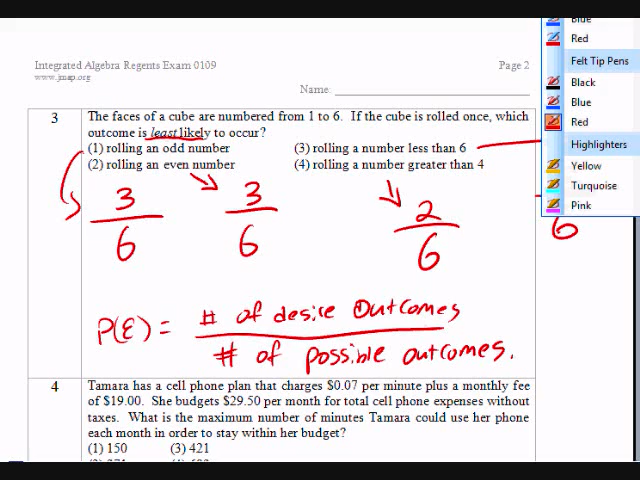 Blue
Red
Felt Tip Pens
Black
Blue
Red
Highlighters
Yellow
Turquoise
Pink
Integrated Algebra Regents Exam 0109
Page 2
www.jmap.org
Name:
3
The faces of a cube are numbered from 1 to 6. If the cube is rolled once, which
outcome is least likely to occur?
(1) rolling an odd number
(3) rolling a number less than 6
(2) rolling an even number
(4) rolling a number greater than 4
3/6
3/6
2/6
6
P(E) =
# of desire Outcomes
# of possible outcomes.
4
Tamara has a cell phone plan that charges $0.07 per minute plus a monthly fee
of $19.00. She budgets $29.50 per month for total cell phone expenses without
taxes. What is the maximum number of minutes Tamara could use her phone
each month in order to stay within her budget?
(1) 150
(3) 421